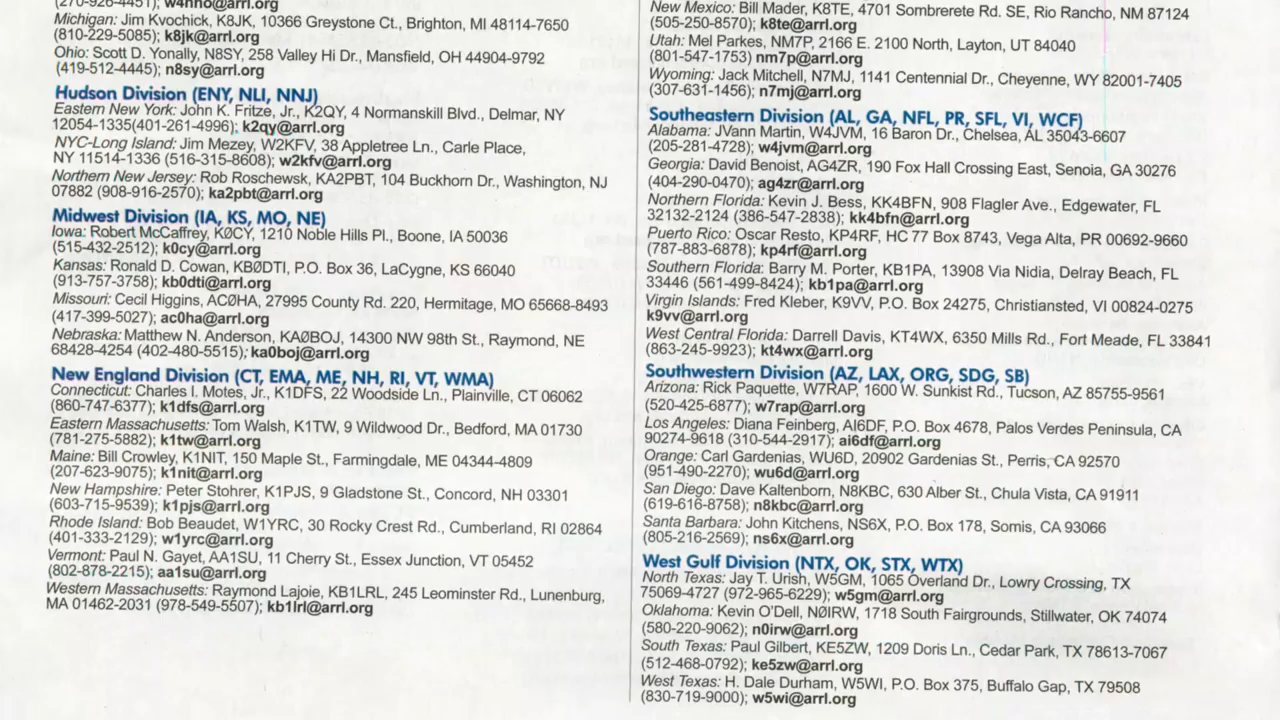 (270-926-4451) w4nho@arrl.org
Michigan: Jim Kvochick, K8JK, 10366 Greystone Ct., Brighton, MI 48114-7650
(810-229-5085); k8jk@arrl.org
Ohio: Scott D. Yonally, N8SY, 258 Valley Hi Dr., Mansfield, OH 44904-9792
(419-512-4445); n8sy@arrl.org
Hudson Division (ENY, NLI, NNJ)
Eastern New York: John K. Fritze, Jr., K2QY, 4 Normanskill Blvd., Delmar, NY
12054-1335(401-261-4996); k2qy@arrl.org
NYC-Long Island: Jim Mezey, W2KFV, 38 Appletree Ln., Carle Place,
NY 11514-1336 (516-315-8608); w2kfv@arrl.org
Northern New Jersey: Rob Roschewsk, KA2PBT, 104 Buckhorn Dr., Washington, NJ
07882 (908-916-2570); ka2pbt@arrl.org
Midwest Division (IA, KS, MO, NE)
Iowa: Robert McCaffrey, KØCY, 1210 Noble Hills Pl., Boone, IA 50036
(515-432-2512); k0cy@arrl.org
Kansas: Ronald D. Cowan, KBØDTI, P.O. Box 36, LaCygne, KS 66040
(913-757-3758); kb0dti@arrl.org
Missouri: Cecil Higgins, ACØHA, 27995 County Rd. 220, Hermitage, MO 65668-8493
(417-399-5027); ac0ha@arrl.org
Nebraska: Matthew N. Anderson, KAØBOJ, 14300 NW 98th St., Raymond, NE
68428-4254 (402-480-5515); ka0boj@arrl.org
New England Division (CT, EMA, ME, NH, RI, VT, WMA)
Connecticut: Charles I. Motes, Jr., K1DFS, 22 Woodside Ln., Plainville, CT 06062
(860-747-6377); k1dfs@arrl.org
Eastern Massachusetts: Tom Walsh, K1TW, 9 Wildwood Dr., Bedford, MA 01730
(781-275-5882); k1tw@arrl.org
Maine: Bill Crowley, K1NIT, 150 Maple St., Farmingdale, ME 04344-4809
(207-623-9075); k1nit@arrl.org
New Hampshire: Peter Stohrer, K1PJS, 9 Gladstone St., Concord, NH 03301
(603-715-9539); k1pjs@arrl.org
Rhode Island: Bob Beaudet, W1YRC, 30 Rocky Crest Rd., Cumberland, RI 02864
(401-333-2129); w1yrc@arrl.org
Vermont: Paul N. Gayet, AA1SU, 11 Cherry St., Essex Junction, VT 05452
(802-878-2215); aa1su@arrl.org
Western Massachusetts: Raymond Lajoie, KB1LRL, 245 Leominster Rd., Lunenburg,
MA 01462-2031 (978-549-5507); kb1lrl@arrl.org
New Mexico: Bill Mader, K8TE, 4701 Sombrerete Rd. SE, Rio Rancho, NM 87124
(505-250-8570); k8te@arrl.org
Utah: Mel Parkes, NM7P, 2166 E. 2100 North, Layton, UT 84040
(801-547-1753) nm7p@arrl.org
Wyoming: Jack Mitchell, N7MJ, 1141 Centennial Dr., Cheyenne, WY 82001-7405
(307-631-1456); n7mj@arrl.org
Southeastern Division (AL, GA, NFL, PR, SFL, VI, WCF)
Alabama: JVann Martin, W4JVM, 16 Baron Dr., Chelsea, AL 35043-6607
(205-281-4728); w4jvm@arrl.org
Georgia: David Benoist, AG4ZR, 190 Fox Hall Crossing East, Senoia, GA 30276
(404-290-0470); ag4zr@arrl.org
Northern Florida: Kevin J. Bess, KK4BFN, 908 Flagler Ave., Edgewater, FL
32132-2124 (386-547-2838); kk4bfn@arrl.org
Puerto Rico: Oscar Resto, KP4RF, HC 77 Box 8743, Vega Alta, PR 00692-9660
(787-883-6878); kp4rf@arrl.org
Southern Florida: Barry M. Porter, KB1PA, 13908 Via Nidia, Delray Beach, FL
33446 (561-499-8424); kb1pa@arrl.org
Virgin Islands: Fred Kleber, K9VV, P.O. Box 24275, Christiansted, VI 00824-0275
k9vv@arrl.org
West Central Florida: Darrell Davis, KT4WX, 6350 Mills Rd., Fort Meade, FL 33841
(863-245-9923); kt4wx@arrl.org
Southwestern Division (AZ, LAX, ORG, SDG, SB)
Arizona: Rick Paquette, W7RAP, 1600 W. Sunkist Rd., Tucson, AZ 85755-9561
(520-425-6877); w7rap@arrl.org
Los Angeles: Diana Feinberg, AI6DF, P.O. Box 4678, Palos Verdes Peninsula, CA
90274-9618 (310-544-2917); ai6df@arrl.org
Orange: Carl Gardenias, WU6D, 20902 Gardenias St., Perris, CA 92570
(951-490-2270); wu6d@arrl.org
San Diego: Dave Kaltenborn, N8KBC, 630 Alber St., Chula Vista, CA 91911
(619-616-8758) n8kbc@arrl.org
Santa Barbara: John Kitchens, NS6X, P.O. Box 178, Somis, CA 93066
(805-216-2569); ns6x@arrl.org
West Gulf Division (NTX, OK, STX, WTX)
North Texas: Jay T. Urish, W5GM, 1065 Overland Dr., Lowry Crossing, TX
75069-4727 (972-965-6229); w5gm@arrl.org
Oklahoma: Kevin O'Dell, NØIRW, 1718 South Fairgrounds, Stillwater, OK 74074
(580-220-9062); n0irw@arrl.org
South Texas: Paul Gilbert, KE5ZW, 1209 Doris Ln., Cedar Park, TX 78613-7067
(512-468-0792); ke5zw@arrl.org
West Texas: H. Dale Durham, W5WI, P.O. Box 375, Buffalo Gap, TX 79508
(830-719-9000); w5wi@arrl.org